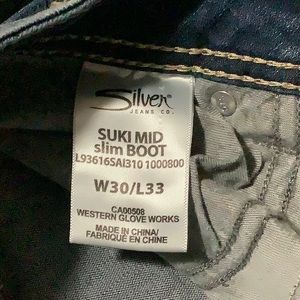 Silver
JEANS CO.
SUKI MID
slim BOOT
L93616SAI310 1000800
W30/L33
CA00508
WESTERN GLOVE WORKS
MADE IN CHINA/
FABRIQUÉ EN CHINE